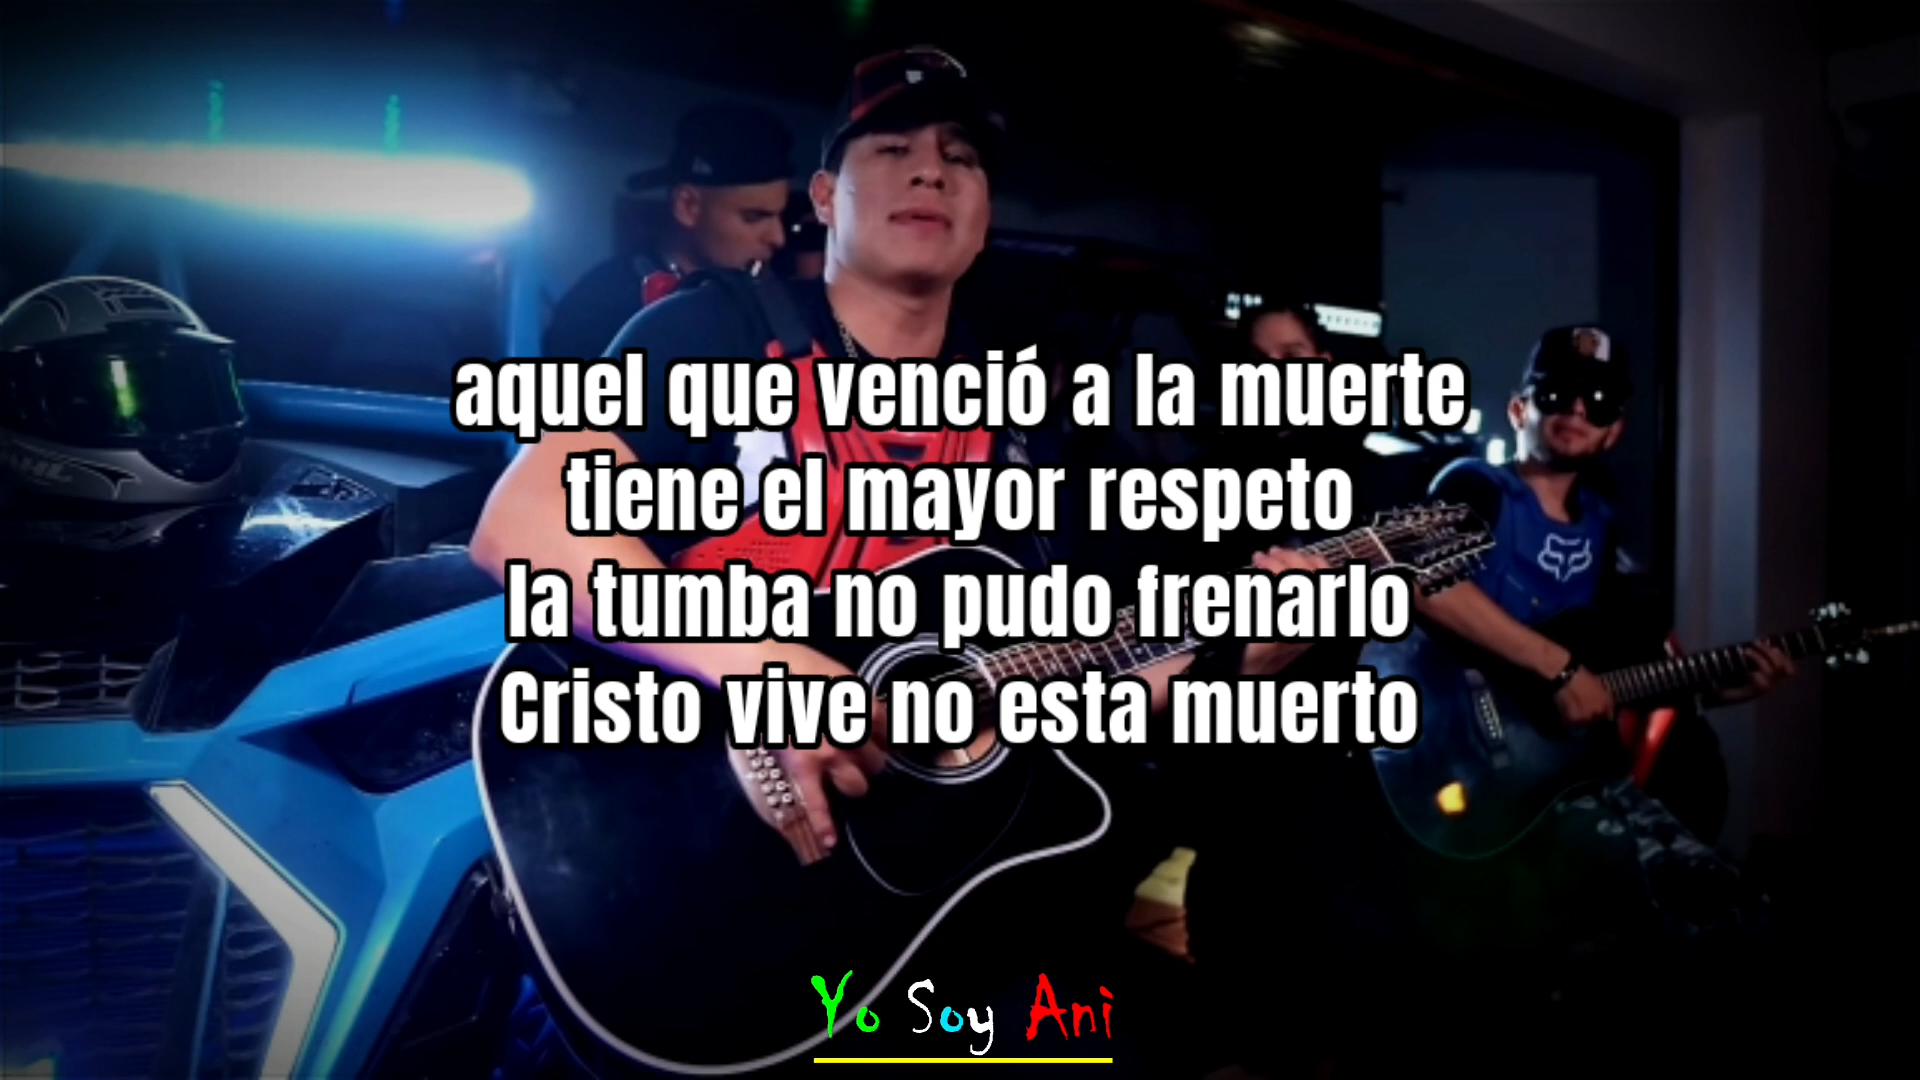 aquel que venció a la muerte
tiene el mayor respeto
la tumba no pudo frenarlo
Cristo vive no esta muerto
Yo Soy Ani